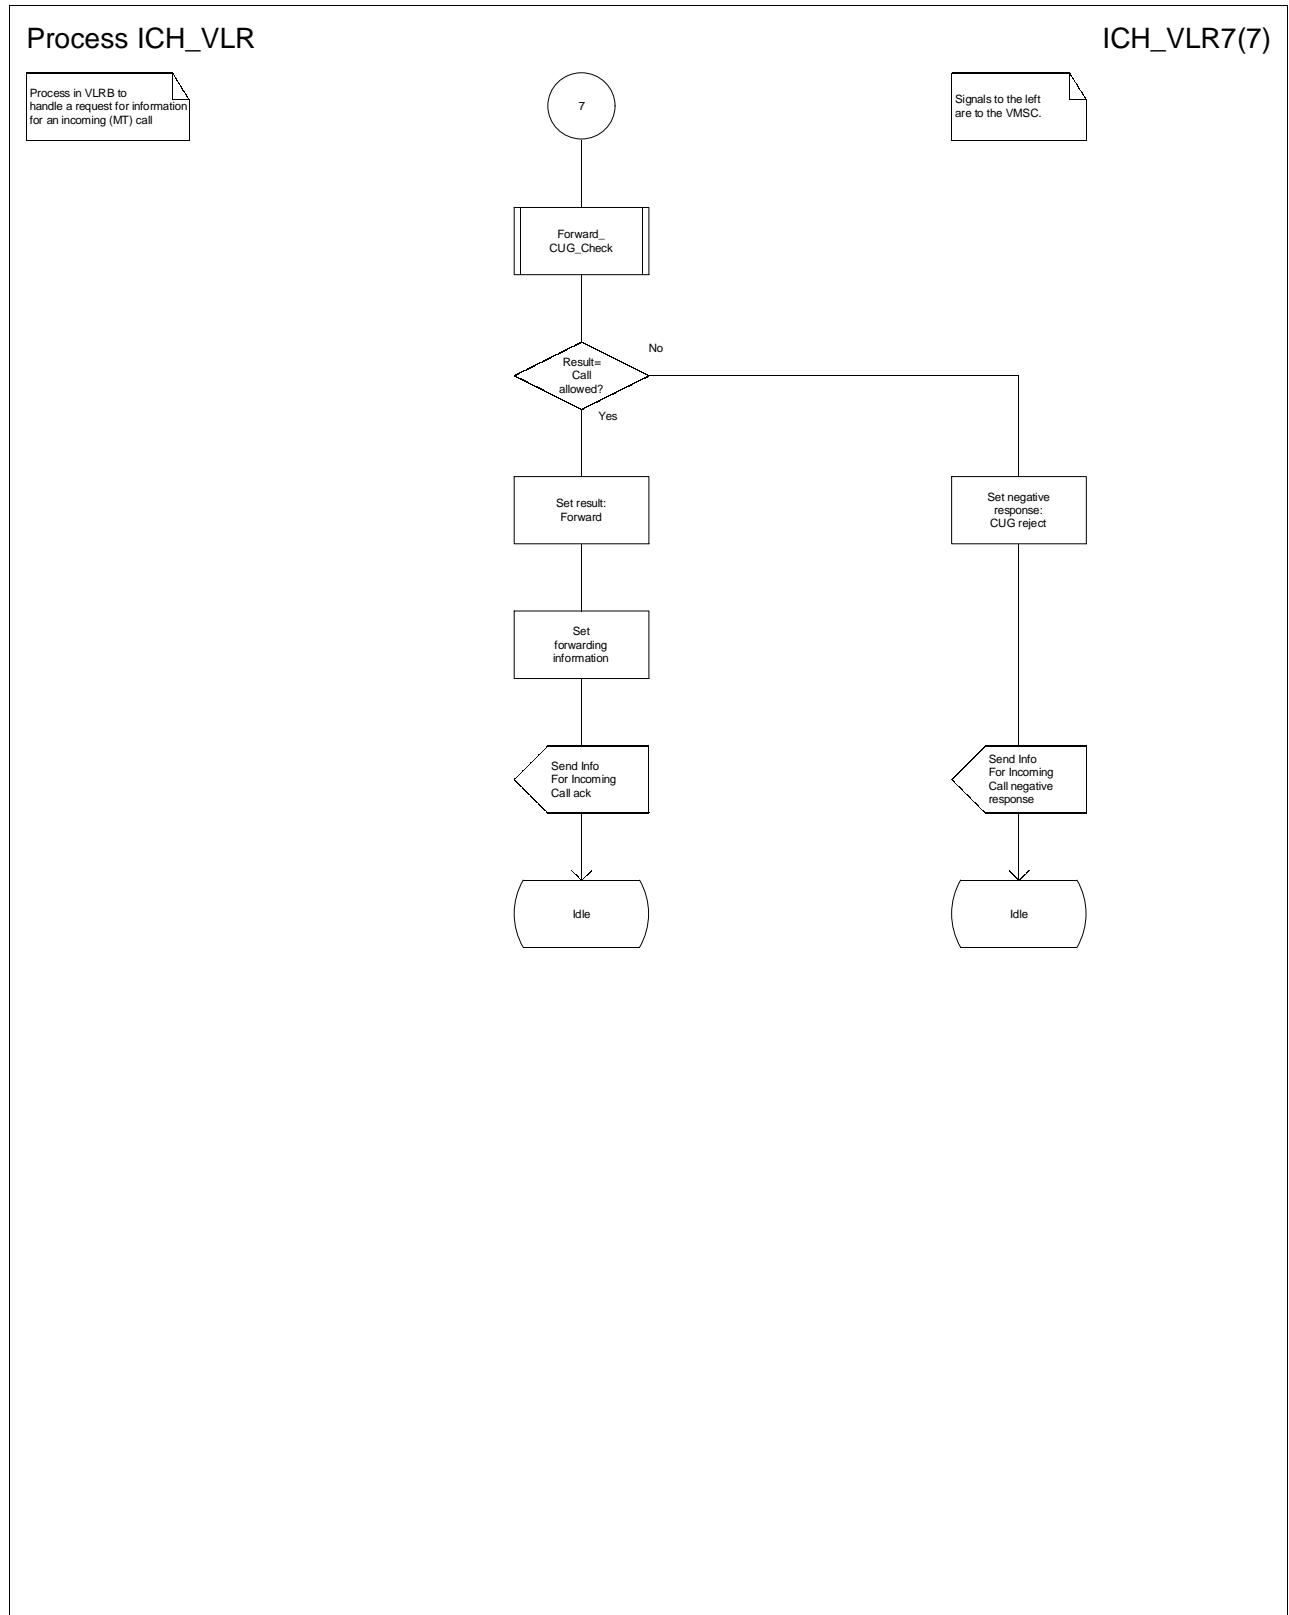 Process ICH_VLR
ICH_VLR7(7)
Process in VLRB to
handle a request for information
for an incoming (MT) call
7
Signals to the left
are to the VMSC.
Forward_
CUG_Check
Result=
Call
allowed?
No
Yes
Set result:
Forward
Set negative
response:
CUG reject
Set
forwarding
information
Send Info
For Incoming
Call ack
Send Info
For Incoming
Call negative
response
Idle
Idle